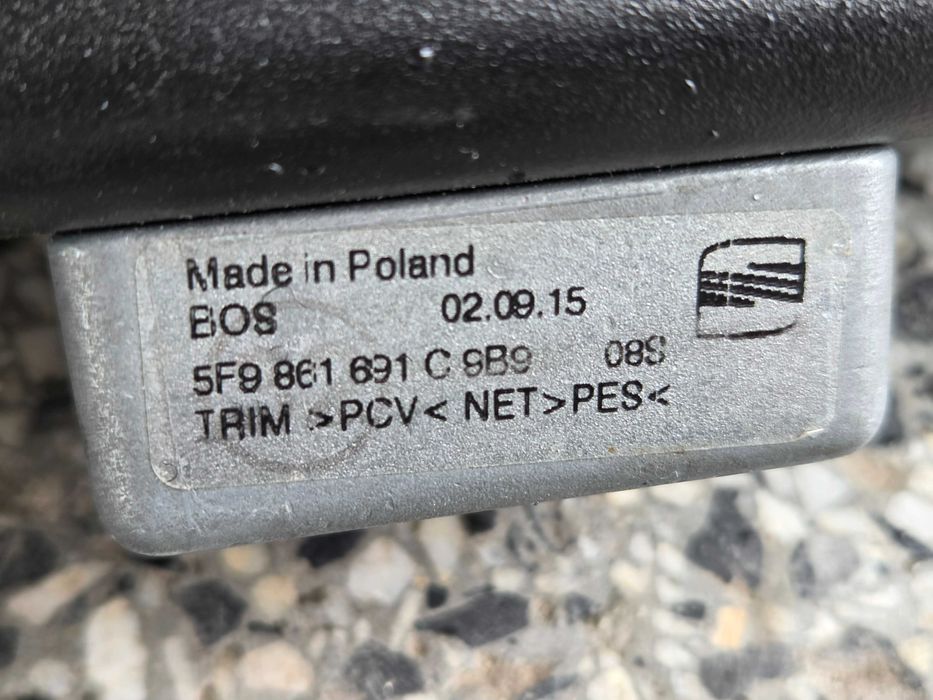 Made in Poland
BOS 02.09.15
5F9 861 691 C 9B9 08S
TRIM >PCV< NET>PES<